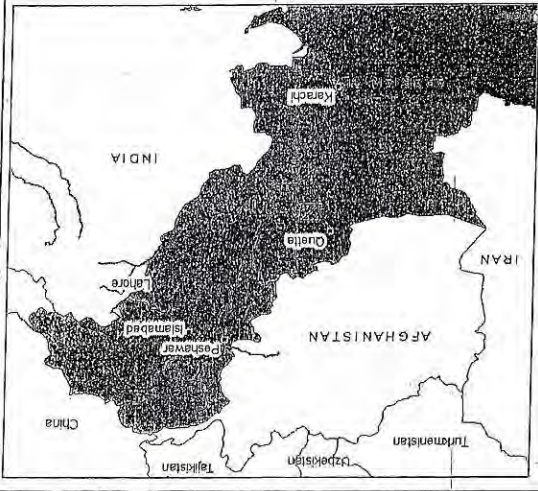 Turkmenistan
Uzbekistan
Tajikistan
China
AFGHANISTAN
Peshawar
Islamabad
Lahore
IRAN
Quetta
INDIA
Karachi